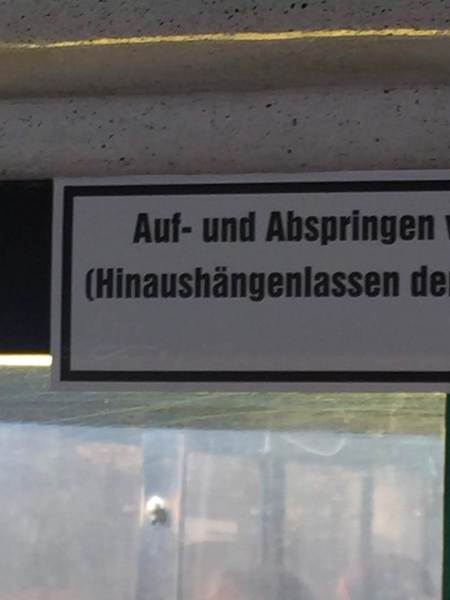 Auf- und Abspringen
(Hinaushängenlassen